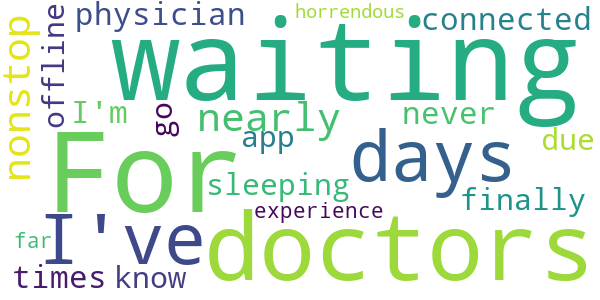 horrendous
physician
connected
waiting
nonstop
offline
I'm
go
nearly
never
app
days
due
For
sleeping
finally
I've
experience
doctors
far
times
know